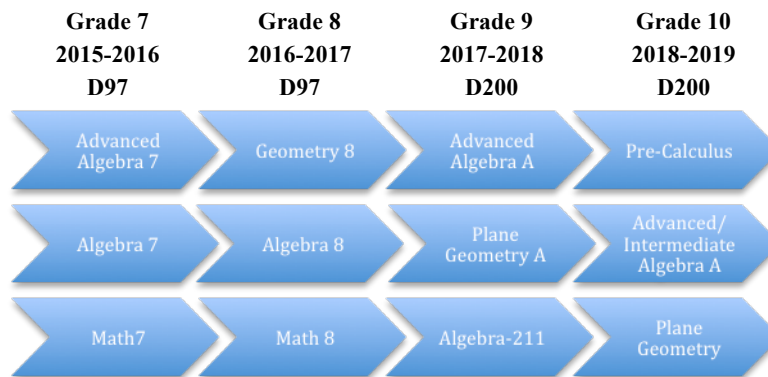 Grade 7 Grade 8 Grade 9 Grade 10
2015-2016 2016-2017 2017-2018 2018-2019
D97 D97 D200 D200
Advanced
Algebra 7
Geometry 8
Advanced
Algebra A
Pre-Calculus
Algebra 7
Algebra 8
Plane
Geometry A
Advanced/
Intermediate
Algebra A
Math7
Math 8
Algebra-211
Plane
Geometry